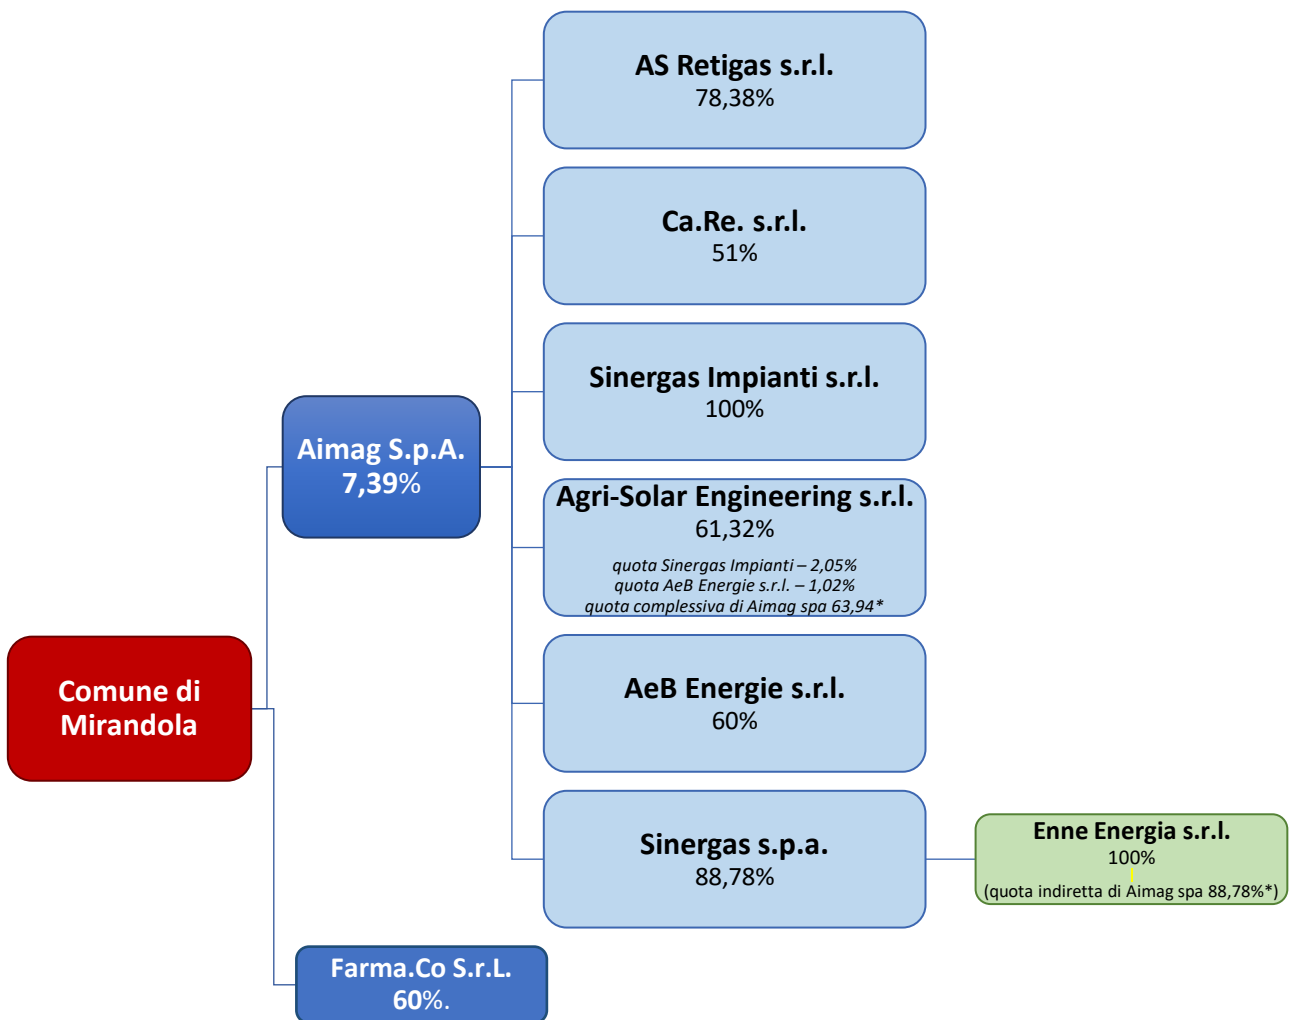 AS Retigas s.r.l.
78,38%
Ca.Re. s.r.l.
51%
Sinergas Impianti s.r.l.
100%
Aimag S.p.A.
7,39%
Agri-Solar Engineering s.r.l.
61,32%
quota Sinergas Impianti – 2,05%
quota AeB Energie s.r.l. – 1,02%
quota complessiva di Aimag spa 63,94*
Comune di
Mirandola
AeB Energie s.r.l.
60%
Sinergas s.p.a.
88,78%
Enne Energia s.r.l.
100%
(quota indiretta di Aimag spa 88,78%*)
Farma.Co S.r.L.
60%.